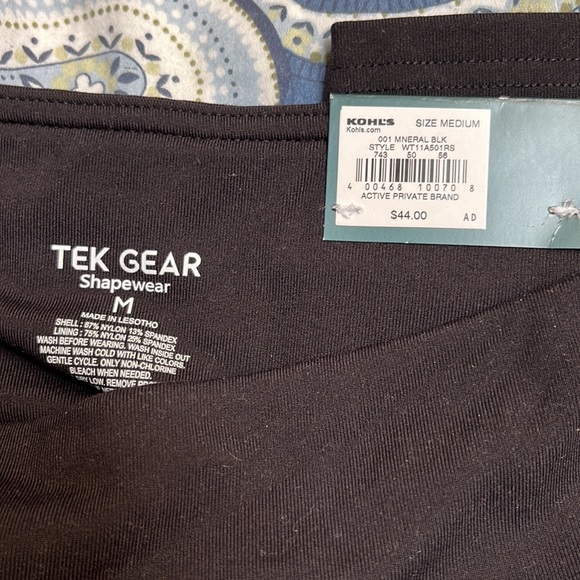 KOHL'S SIZE MEDIUM
Kohls.com
001 MNERAL BLK
STYLE WT11A501RS
743 50 56
4 00468 10070 8
ACTIVE PRIVATE BRAND
$44.00 AD
TEK GEAR
Shapewear
M
MADE IN LESOTHO
SHELL : 87% NYLON 13% SPANDEX
LINING : 75% NYLON 25% SPANDEX
WASH BEFORE WEARING. WASH INSIDE OUT
MACHINE WASH COLD WITH LIKE COLORS.
GENTLE CYCLE. ONLY NON-CHLORINE
BLEACH WHEN NEEDED.
LOW. REMOVE